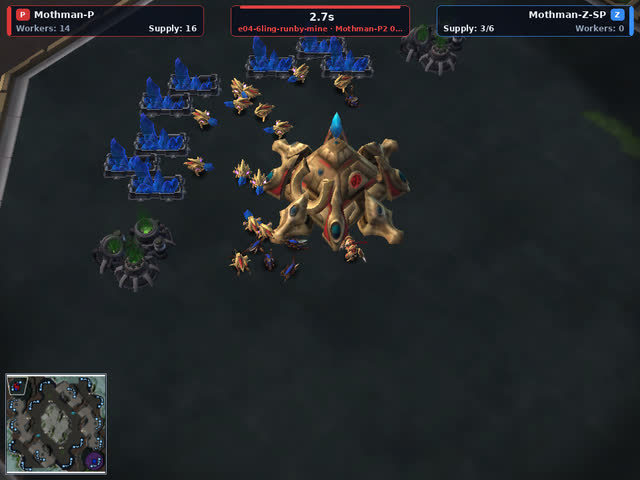 P Mothman-P
Workers: 14 Supply: 16
2.7s
e04-6ling-runby-mine · Mothman-P2 0...
Mothman-Z-SP Z
Supply: 3/6 Workers: 0